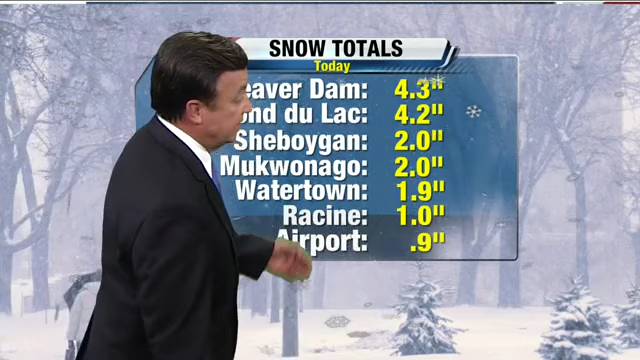 SNOW TOTALS
Today
eaver Dam: 4.3"
ond du Lac: 4.2"
Sheboygan: 2.0"
Mukwonago: 2.0"
Watertown: 1.9"
Racine: 1.0"
Airport: .9"